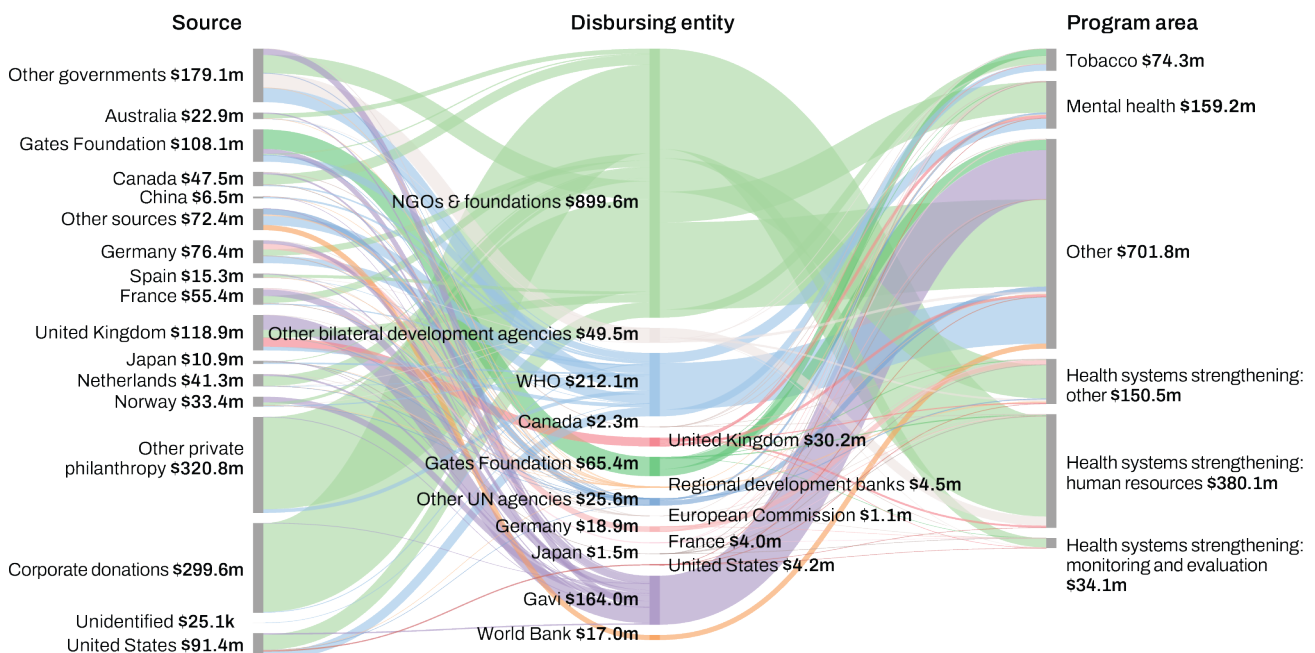 Source
Disbursing entity
Program area
Other governments $179.1m
Australia $22.9m
Gates Foundation $108.1m
Canada $47.5m
China $6.5m
Other sources $72.4m
Germany $76.4m
Spain $15.3m
France $55.4m
United Kingdom $118.9m
Japan $10.9m
Netherlands $41.3m
Norway $33.4m
Other private
philanthropy $320.8m
Corporate donations $299.6m
Unidentified $25.1k
United States $91.4m
NGOs & foundations $899.6m
Other bilateral development agencies $49.5m
WHO $212.1m
Canada $2.3m
United Kingdom $30.2m
Gates Foundation $65.4m
Regional development banks $4.5m
Other UN agencies $25.6m
European Commission $1.1m
Germany $18.9m
France $4.0m
Japan $1.5m
United States $4.2m
Gavi $164.0m
World Bank $17.0m
Tobacco $74.3m
Mental health $159.2m
Other $701.8m
Health systems strengthening:
other $150.5m
Health systems strengthening:
human resources $380.1m
Health systems strengthening:
monitoring and evaluation
$34.1m